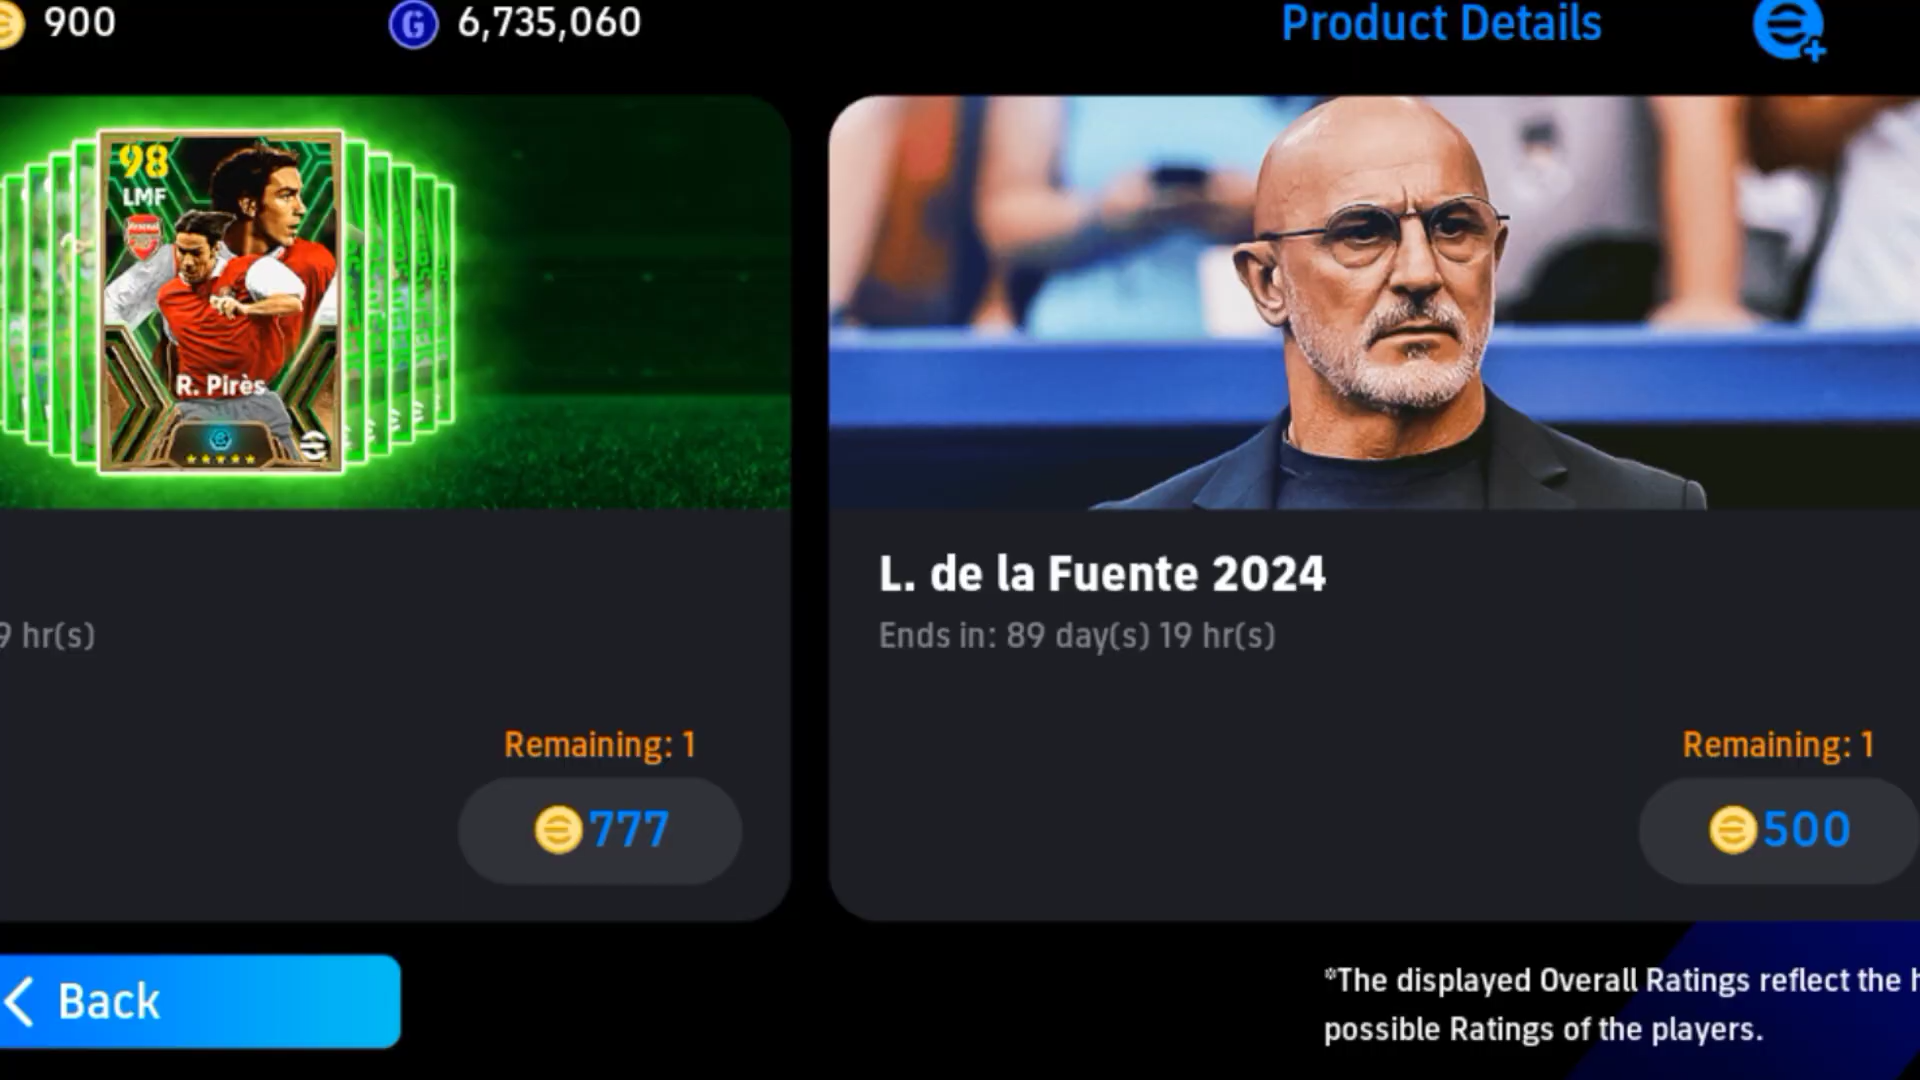 900
6,735,060
Product Details
98
LMF
Arsenal
R. Pirès
L. de la Fuente 2024
9 hr(s)
Ends in: 89 day(s) 19 hr(s)
Remaining: 1
Remaining: 1
777
500
Back
*The displayed Overall Ratings reflect the
possible Ratings of the players.